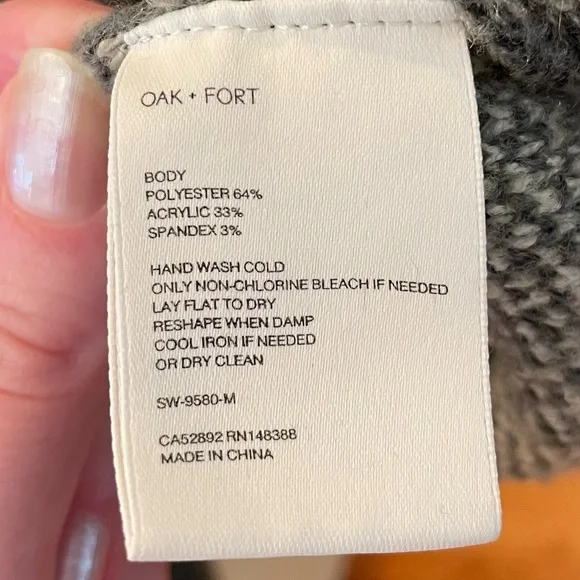 OAK + FORT
BODY
POLYESTER 64%
ACRYLIC 33%
SPANDEX 3%
HAND WASH COLD
ONLY NON-CHLORINE BLEACH IF NEEDED
LAY FLAT TO DRY
RESHAPE WHEN DAMP
COOL IRON IF NEEDED
OR DRY CLEAN
SW-9580-M
CA52892 RN148388
MADE IN CHINA